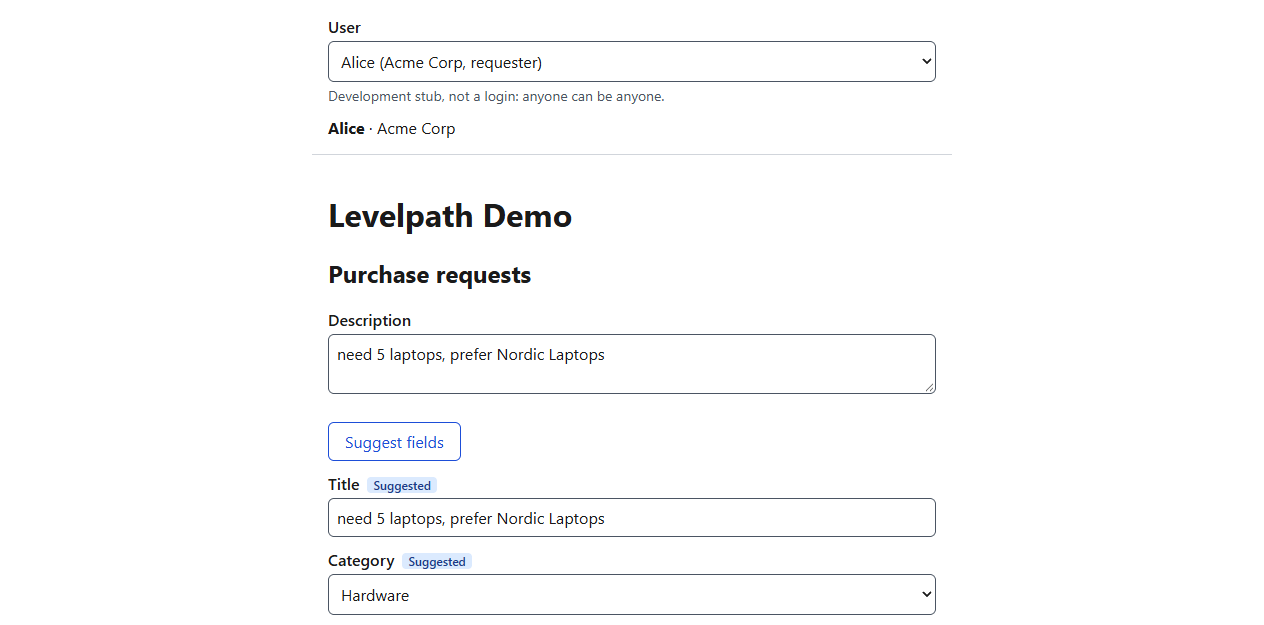 User
Alice (Acme Corp, requester)
Development stub, not a login: anyone can be anyone.
Alice · Acme Corp
Levelpath Demo
Purchase requests
Description
need 5 laptops, prefer Nordic Laptops
Suggest fields
Title Suggested
need 5 laptops, prefer Nordic Laptops
Category Suggested
Hardware